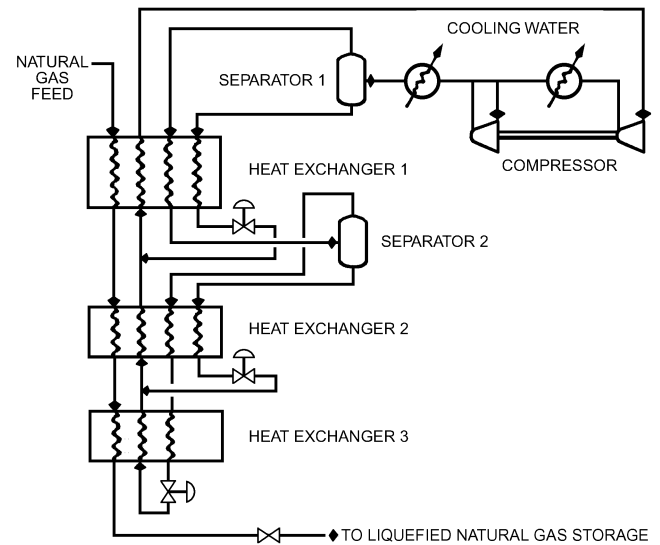 COOLING WATER
NATURAL
GAS
FEED
SEPARATOR 1
COMPRESSOR
HEAT EXCHANGER 1
SEPARATOR 2
HEAT EXCHANGER 2
HEAT EXCHANGER 3
TO LIQUEFIED NATURAL GAS STORAGE